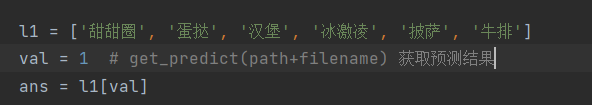 l1 = ['甜甜圈', '蛋挞', '汉堡', '冰激凌', '披萨', '牛排']
val = 1  # get_predict(path+filename) 获取预测结果
ans = l1[val]